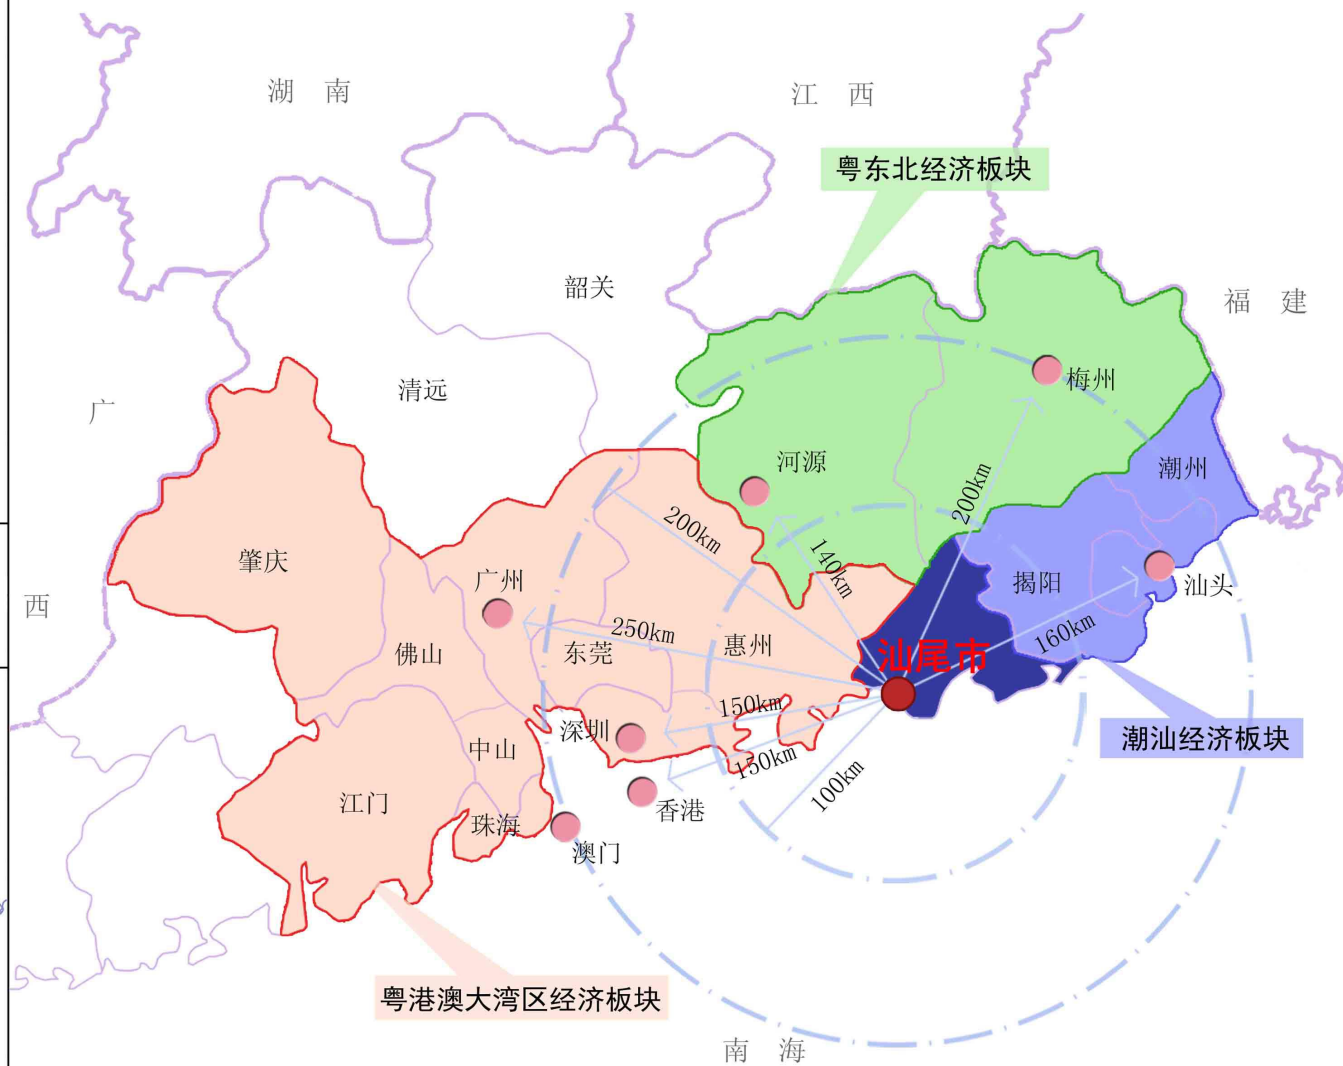 湖 南
江 西
粤东北经济板块
韶关
福 建
清远
梅州
广
河源
潮州
200km
200km
140km
肇庆
广州
揭阳
汕头
西
250km
160km
佛山
东莞
惠州
汕尾市
150km
深圳
中山
潮汕经济板块
150km
100km
江门
香港
珠海
澳门
粤港澳大湾区经济板块
南 海